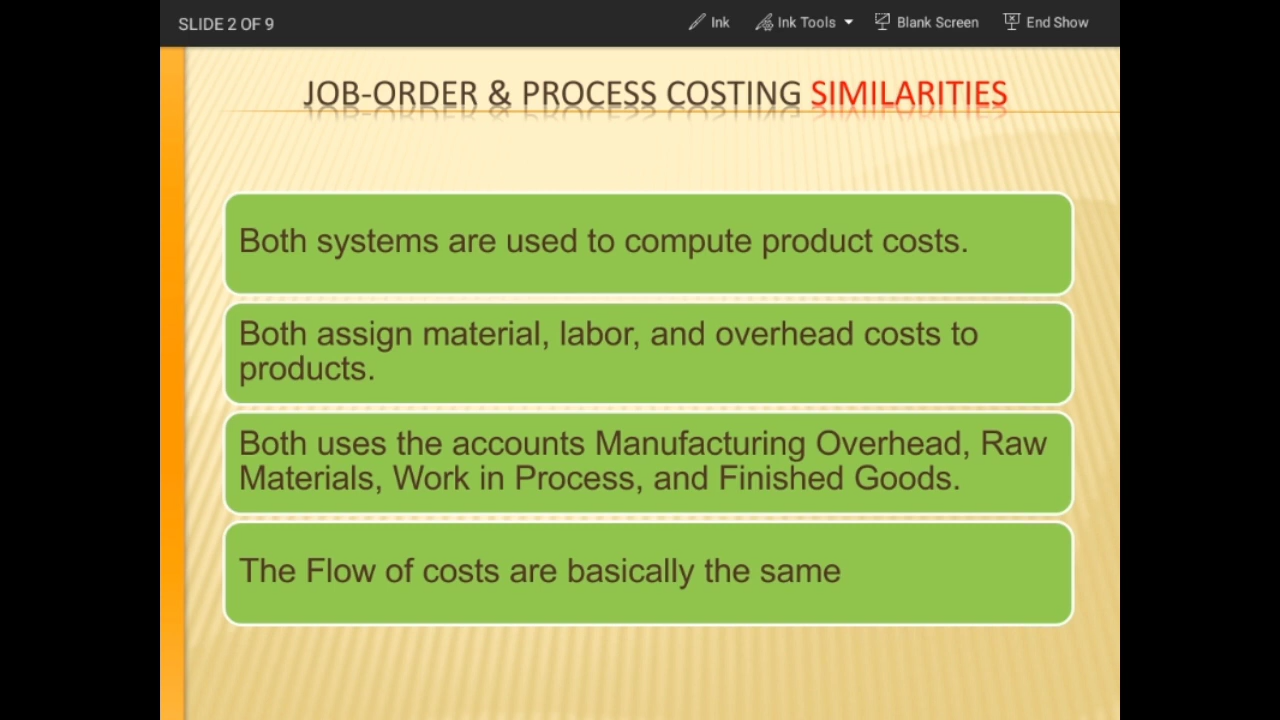 SLIDE 2 OF 9
Ink
Ink Tools
Blank Screen
End Show
JOB-ORDER & PROCESS COSTING SIMILARITIES
Both systems are used to compute product costs.
Both assign material, labor, and overhead costs to
products.
Both uses the accounts Manufacturing Overhead, Raw
Materials, Work in Process, and Finished Goods.
The Flow of costs are basically the same